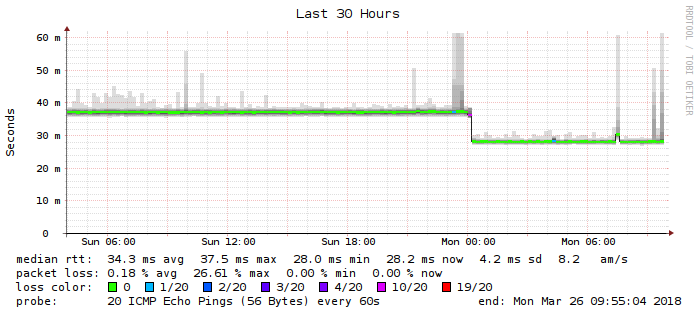 Last 30 Hours
RRDTOOL / TOBI OETIKER
Seconds
60 m
50 m
40 m
30 m
20 m
10 m
0
Sun 06:00 Sun 12:00 Sun 18:00 Mon 00:00 Mon 06:00
median rtt: 34.3 ms avg 37.5 ms max 28.0 ms min 28.2 ms now 4.2 ms sd 8.2 am/s
packet loss: 0.18 % avg 26.61 % max 0.00 % min 0.00 % now
loss color: 0 1/20 2/20 3/20 4/20 10/20 19/20
probe: 20 ICMP Echo Pings (56 Bytes) every 60s end: Mon Mar 26 09:55:04 2018